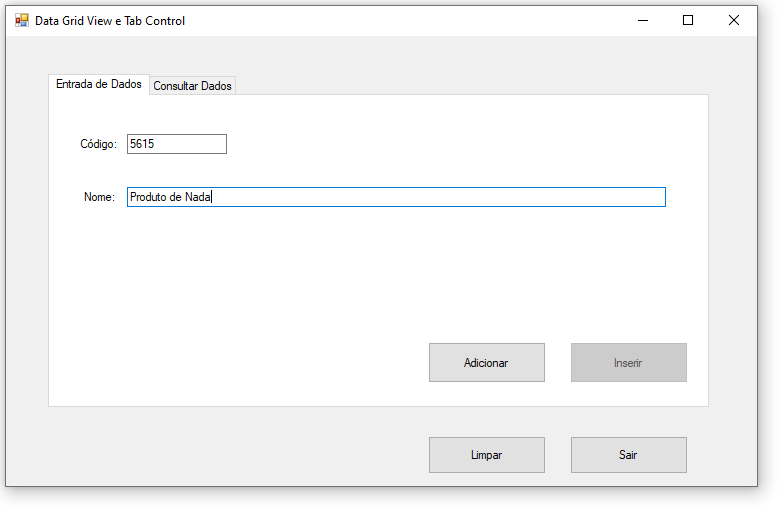 Data Grid View e Tab Control
Entrada de Dados
Consultar Dados
Código: 5615
Nome: Produto de Nada
Adicionar
Inserir
Limpar
Sair